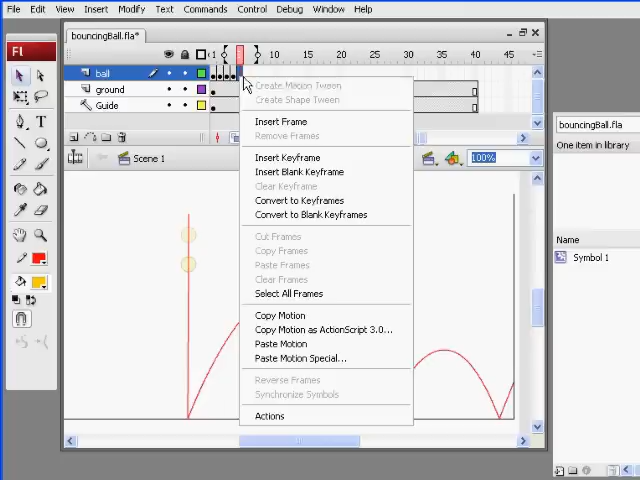 File Edit View Insert Modify Text Commands Control Debug Window Help
Fl
bouncingBall.fla*
1 5 10 15 20 25 30 35 40 45
ball
ground
Guide
Scene 1
100%
Create Motion Tween
Create Shape Tween
Insert Frame
Remove Frames
Insert Keyframe
Insert Blank Keyframe
Clear Keyframe
Convert to Keyframes
Convert to Blank Keyframes
Cut Frames
Copy Frames
Paste Frames
Clear Frames
Select All Frames
Copy Motion
Copy Motion as ActionScript 3.0...
Paste Motion
Paste Motion Special...
Reverse Frames
Synchronize Symbols
Actions
bouncingBall.fla
One item in library
Name
Symbol 1